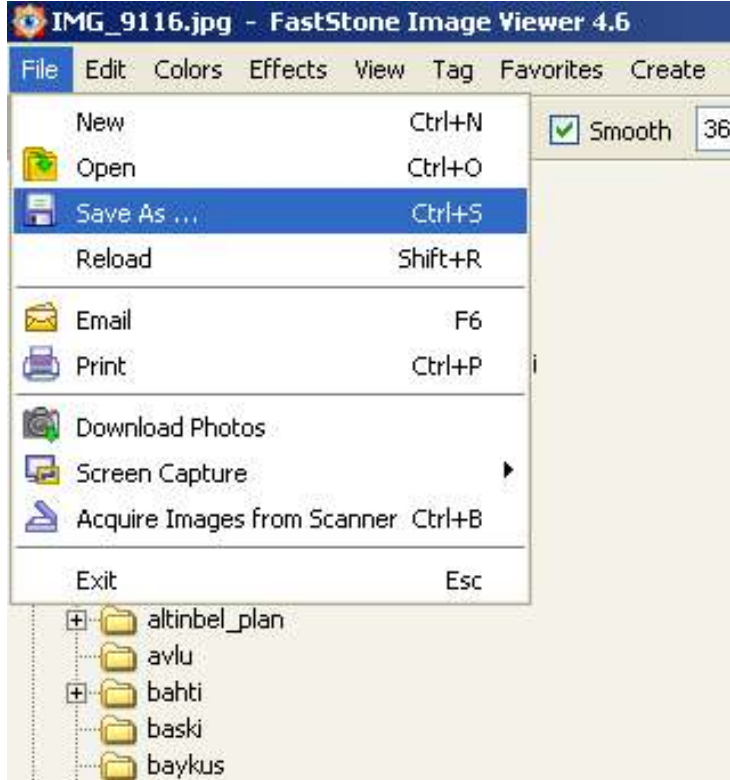 IMG_9116.jpg - FastStone Image Viewer 4.6
File Edit Colors Effects View Tag Favorites Create
New Ctrl+N
Smooth 36
Open Ctrl+O
Save As ... Ctrl+S
Reload Shift+R
Email F6
Print Ctrl+P
i
Download Photos
Screen Capture
Acquire Images from Scanner Ctrl+B
Exit Esc
altinbel_plan
avlu
bahti
baski
baykus